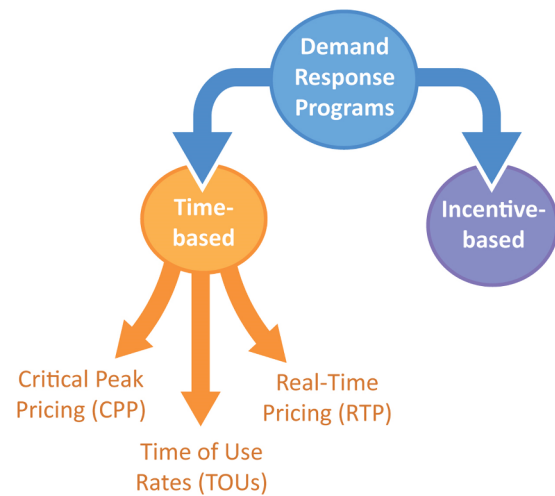 Demand
Response
Programs
Time-
based
Incentive-
based
Critical Peak
Pricing (CPP)
Real-Time
Pricing (RTP)
Time of Use
Rates (TOUs)